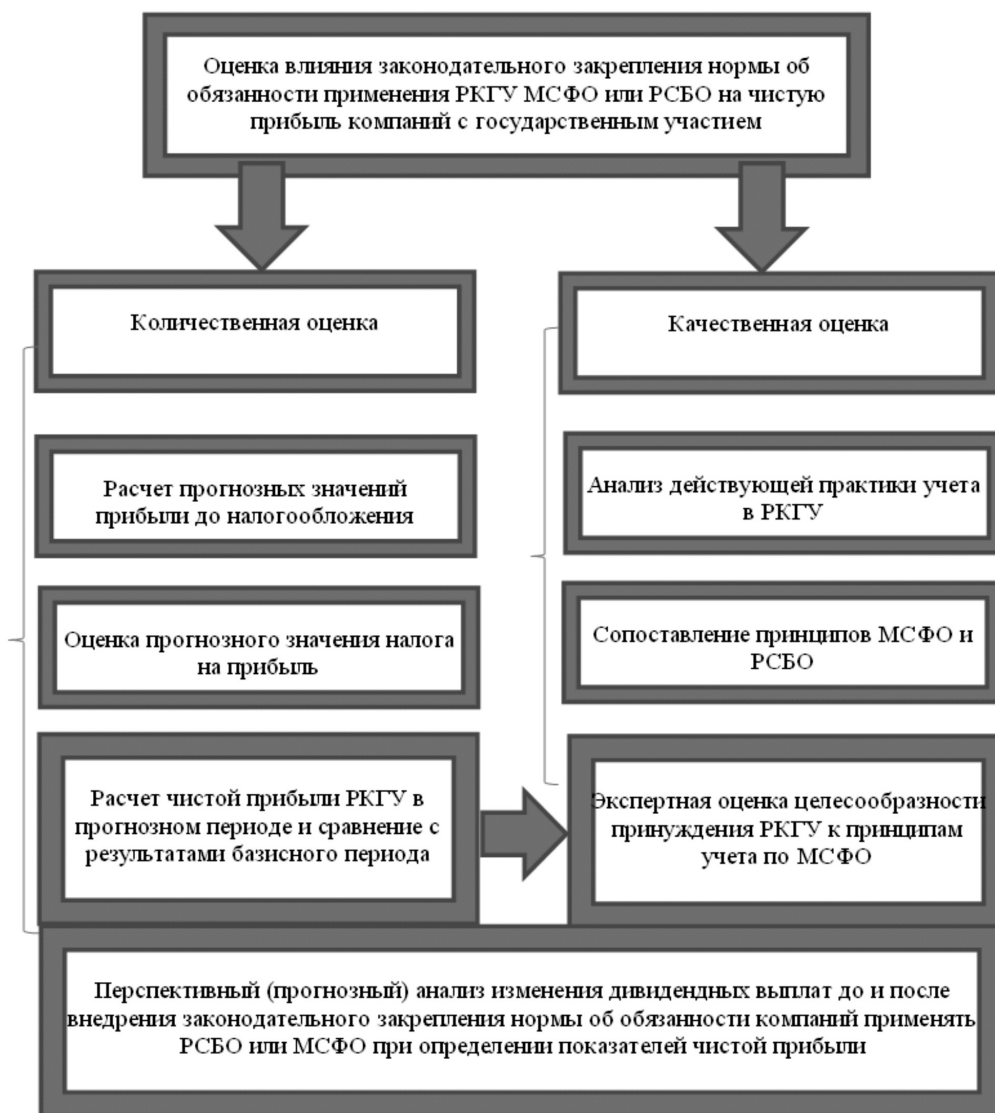 Оценка влияния законодательного закрепления нормы об
обязанности применения РКГУ МСФО или РСБО на чистую
прибыль компаний с государственным участием
Количественная оценка
Расчет прогнозных значений
прибыли до налогообложения
Оценка прогнозного значения налога
на прибыль
Расчет чистой прибыли РКГУ в
прогнозном периоде и сравнение с
результатами базисного периода
Качественная оценка
Анализ действующей практики учета
в РКГУ
Сопоставление принципов МСФО и
РСБО
Экспертная оценка целесообразности
принуждения РКГУ к принципам
учета по МСФО
Перспективный (прогнозный) анализ изменения дивидендных выплат до и после
внедрения законодательного закрепления нормы об обязанности компаний применять
РСБО или МСФО при определении показателей чистой прибыли